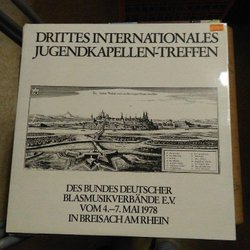 DRITTES INTERNATIONALES
JUGENDKAPELLEN-TREFFEN
DES BUNDES DEUTSCHER
BLASMUSIKVERBÄNDE E.V.
VOM 4.–7. MAI 1978
IN BREISACH AM RHEIN